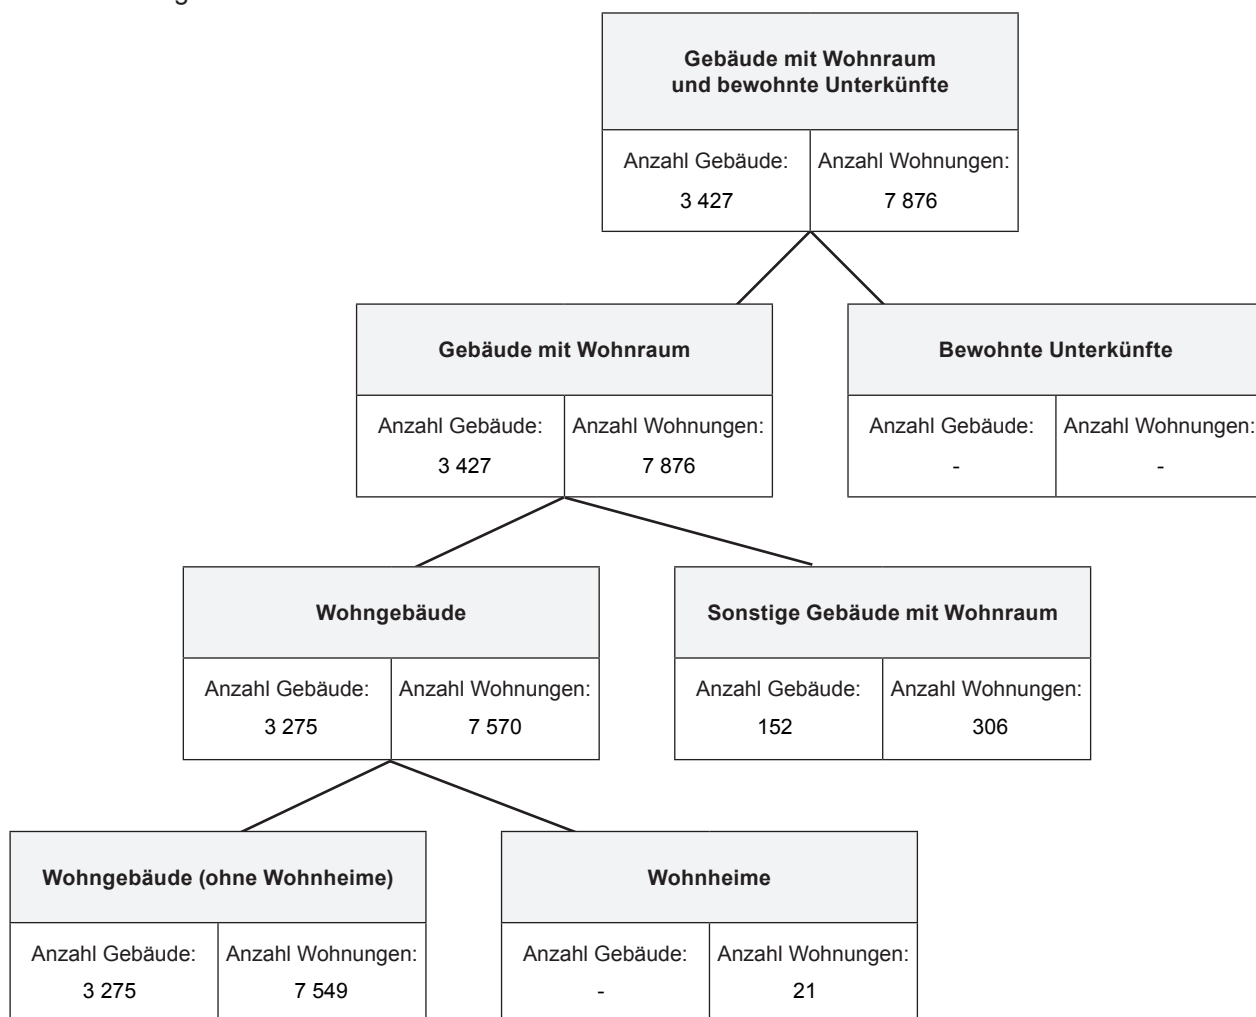 Gebäude mit Wohnraum
und bewohnte Unterkünfte
Anzahl Gebäude: Anzahl Wohnungen:
3 427 7 876
Gebäude mit Wohnraum Bewohnte Unterkünfte
Anzahl Gebäude: Anzahl Wohnungen: Anzahl Gebäude: Anzahl Wohnungen:
3 427 7 876 - -
Wohngebäude Sonstige Gebäude mit Wohnraum
Anzahl Gebäude: Anzahl Wohnungen: Anzahl Gebäude: Anzahl Wohnungen:
3 275 7 570 152 306
Wohngebäude (ohne Wohnheime) Wohnheime
Anzahl Gebäude: Anzahl Wohnungen: Anzahl Gebäude: Anzahl Wohnungen:
3 275 7 549 - 21